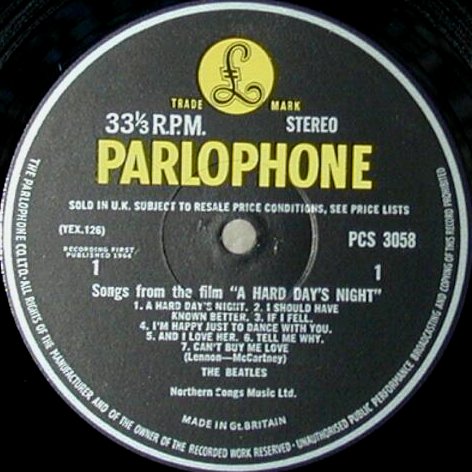 £
TRADE MARK
33⅓ R.P.M. STEREO
PARLOPHONE
SOLD IN U.K. SUBJECT TO RESALE PRICE CONDITIONS, SEE PRICE LISTS
(YEX.126) PCS 3058
RECORDING FIRST
PUBLISHED 1964
1 1
Songs from the film "A HARD DAY'S NIGHT"
1. A HARD DAY'S NIGHT. 2. I SHOULD HAVE
KNOWN BETTER. 3. IF I FELL.
4. I'M HAPPY JUST TO DANCE WITH YOU.
5. AND I LOVE HER. 6. TELL ME WHY.
7. CAN'T BUY ME LOVE
(Lennon—McCartney)
THE BEATLES
Northern Songs Music Ltd.
MADE IN Gt. BRITAIN
THE PARLOPHONE CO. LTD.—ALL RIGHTS OF THE MANUFACTURER AND OF THE OWNER OF THE RECORDED WORK RESERVED—UNAUTHORISED PUBLIC PERFORMANCE BROADCASTING AND COPYING OF THIS RECORD PROHIBITED